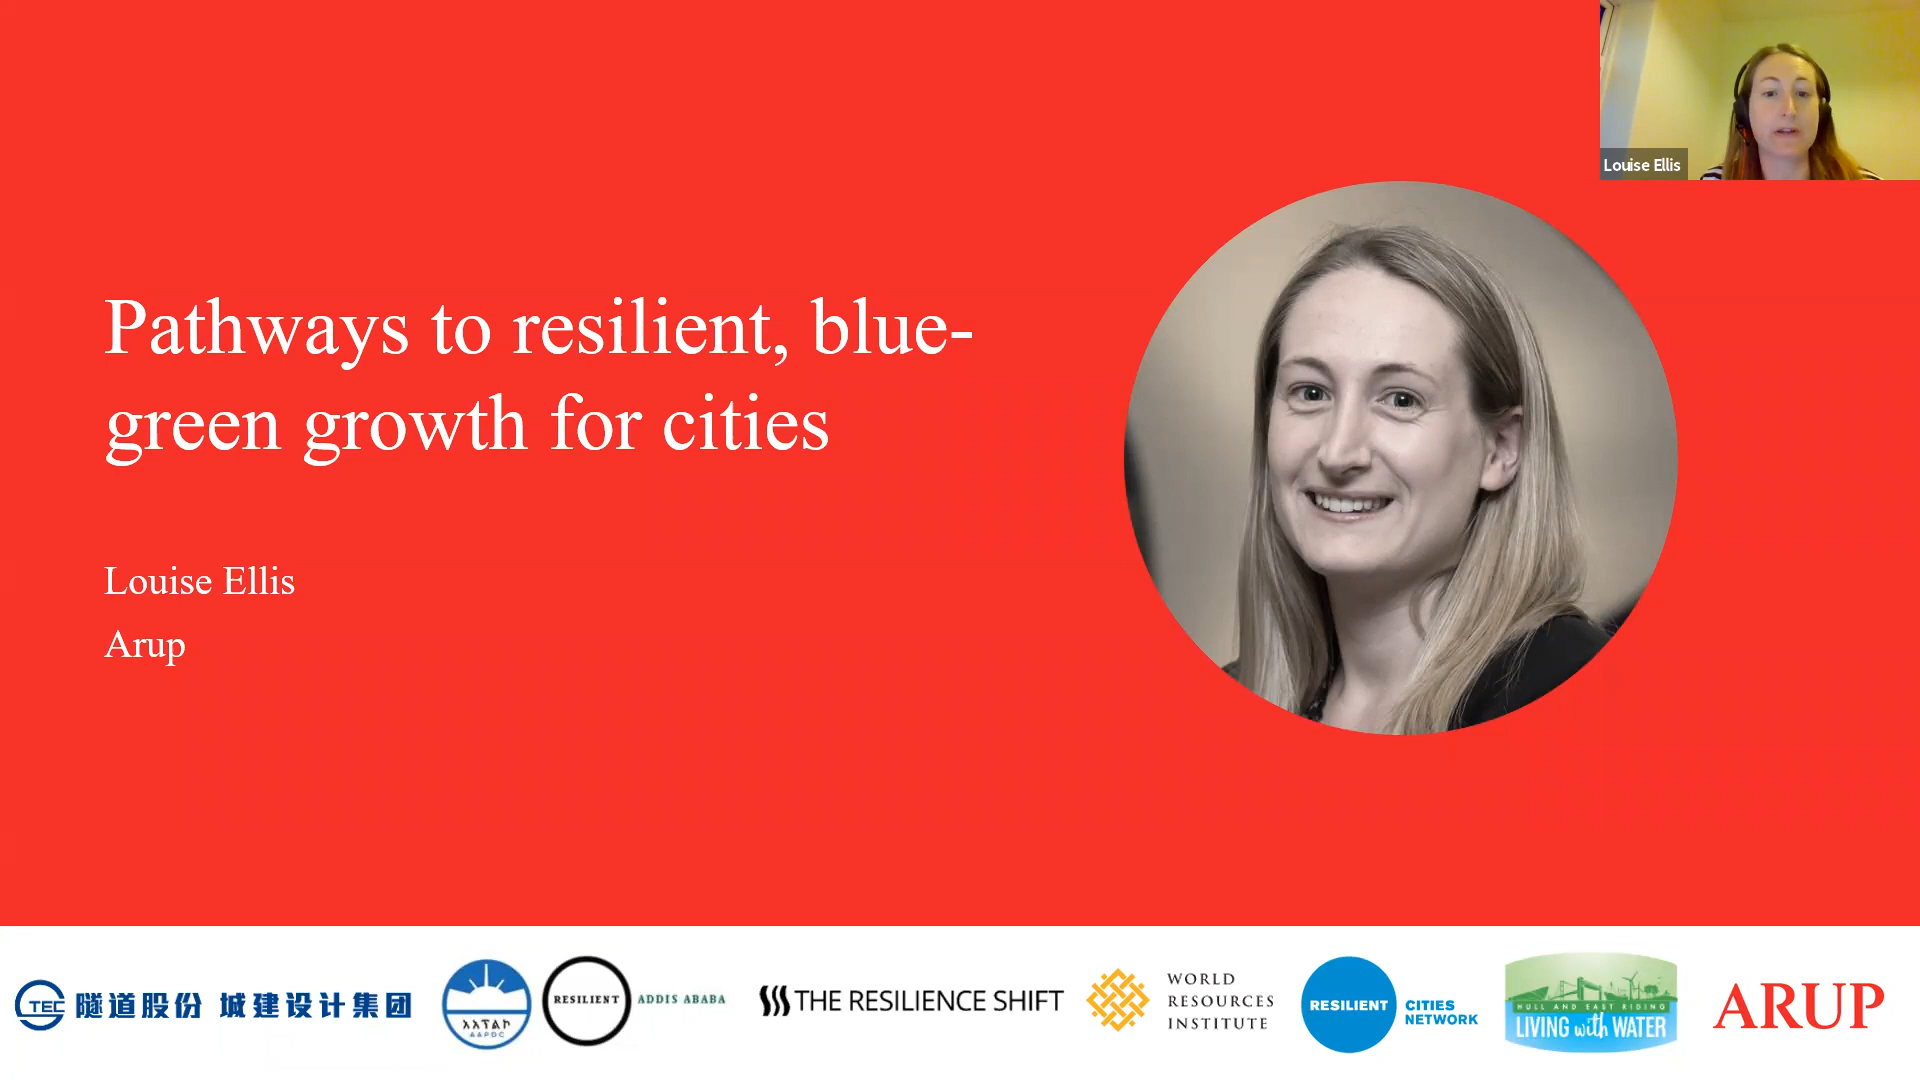 Louise Ellis
Pathways to resilient, blue-
green growth for cities
Louise Ellis
Arup
STEC 隧道股份 城建设计集团
AAPDC
RESILIENT ADDIS ABABA
THE RESILIENCE SHIFT
WORLD
RESOURCES
INSTITUTE
RESILIENT CITIES
NETWORK
HULL AND EAST RIDING
LIVING with WATER
ARUP